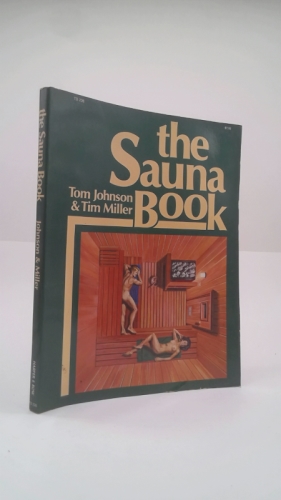 the
Sauna
Tom Johnson
& Tim Miller
Book
the Sauna Book
Johnson & Miller